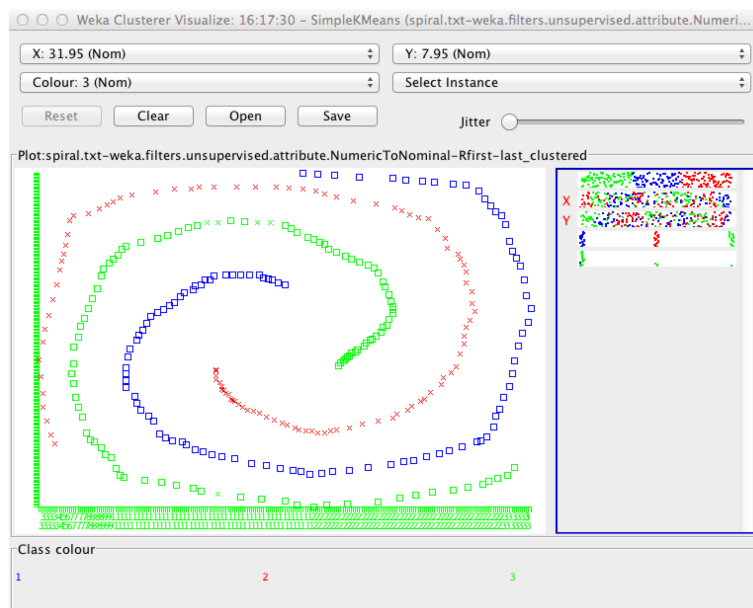 Weka Clusterer Visualize: 16:17:30 – SimpleKMeans (spiral.txt-weka.filters.unsupervised.attribute.Numeri...
X: 31.95 (Nom) Y: 7.95 (Nom)
Colour: 3 (Nom) Select Instance
Reset Clear Open Save Jitter
Plot:spiral.txt-weka.filters.unsupervised.attribute.NumericToNominal-Rfirst-last_clustered
X
Y
Class colour
1 2 3